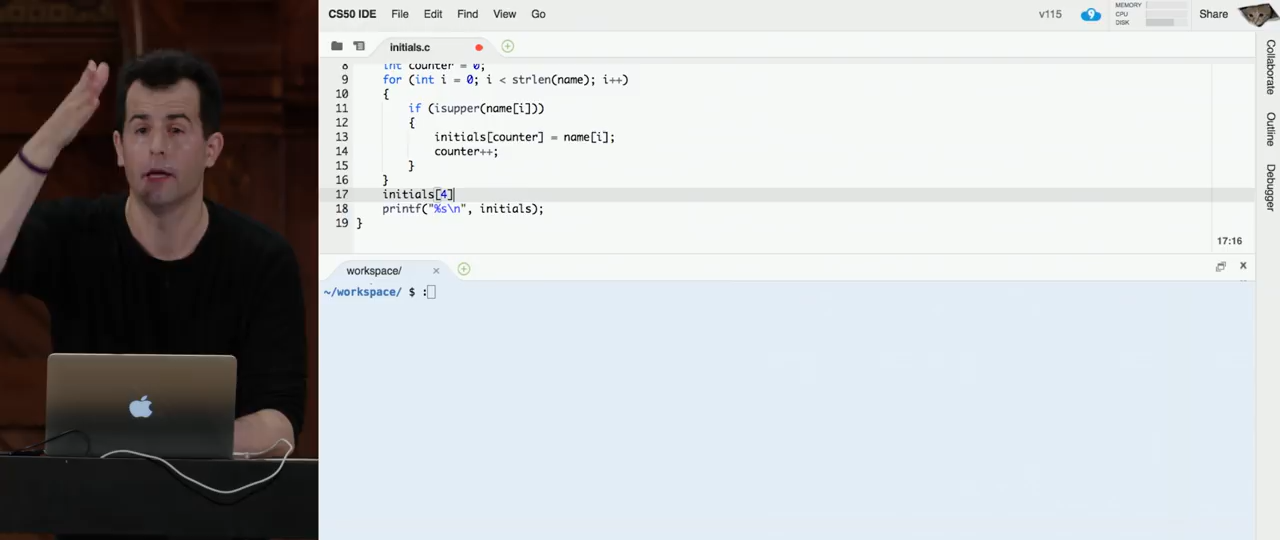 CS50 IDE File Edit Find View Go v115 9 MEMORY CPU DISK Share
initials.c
8 int counter = 0;
9 for (int i = 0; i < strlen(name); i++)
10 {
11 if (isupper(name[i]))
12 {
13 initials[counter] = name[i];
14 counter++;
15 }
16 }
17 initials[4]
18 printf("%s\n", initials);
19 }
17:16
workspace/
~/workspace/ $ :
Collaborate
Outline
Debugger